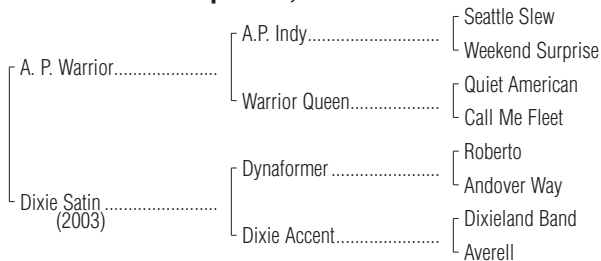 Seattle Slew
A.P. Indy
Weekend Surprise
A. P. Warrior
Quiet American
Warrior Queen
Call Me Fleet
Roberto
Dynaformer
Andover Way
Dixie Satin
(2003)
Dixieland Band
Dixie Accent
Averell